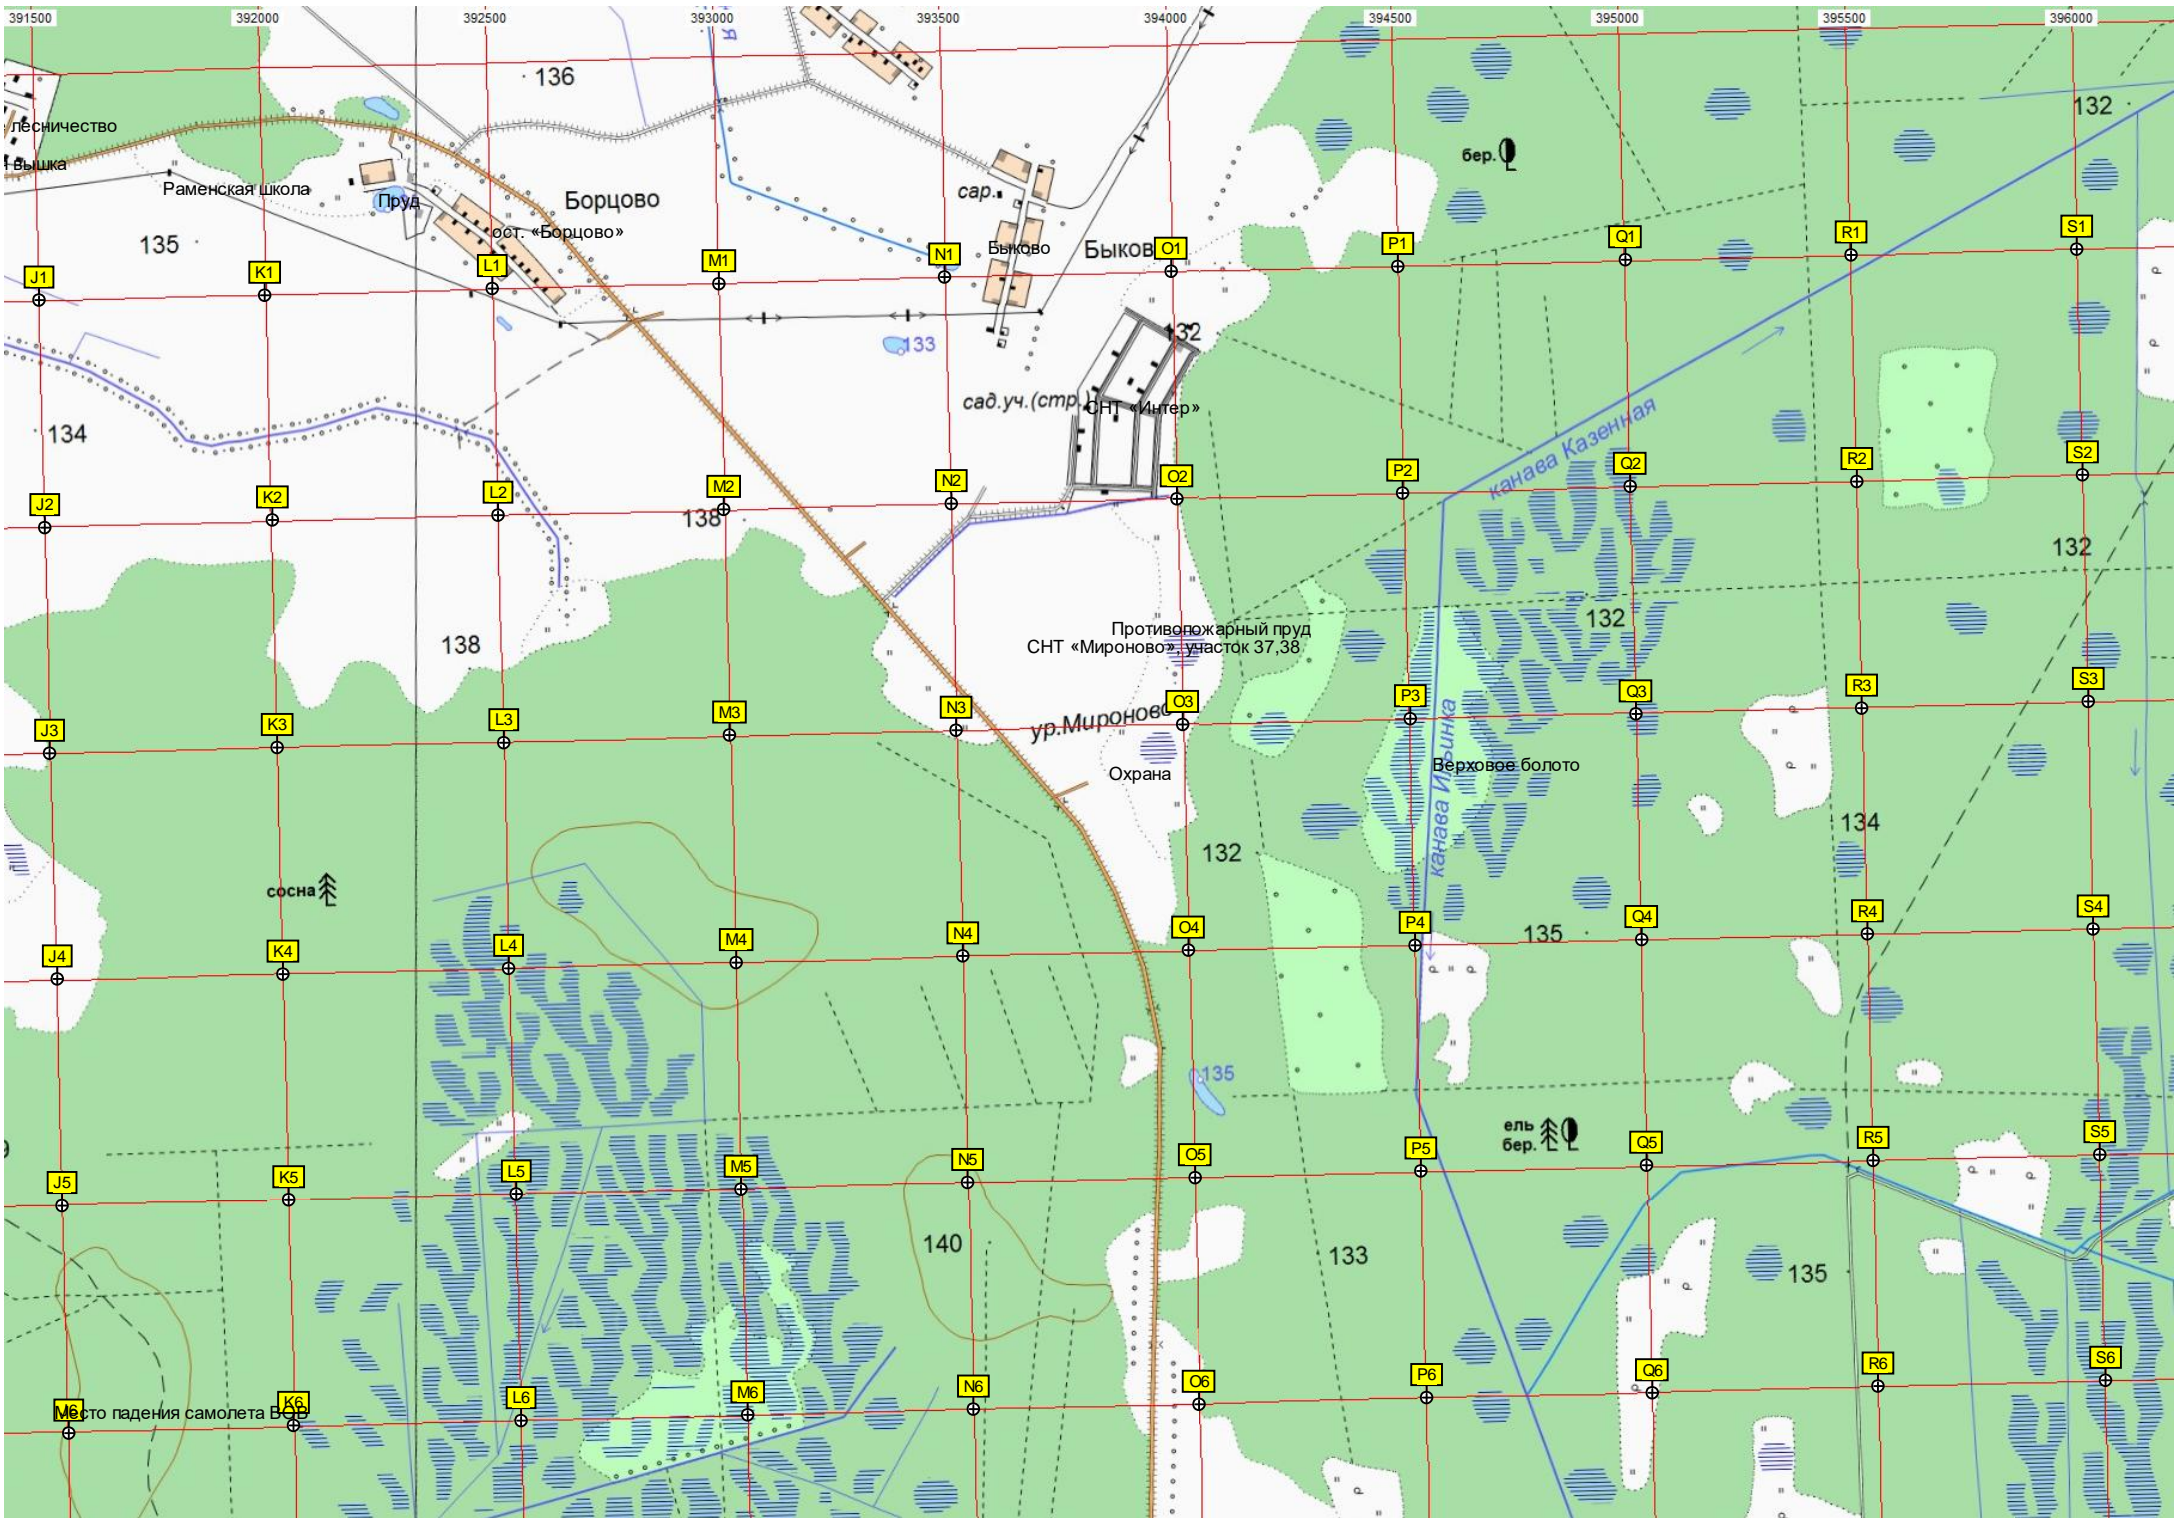 391500 392000 392500 393000 393500 394000 394500 395000 395500 396000
Я
136
132
лесничество
вышка
бер.
Раменская школа
Пруд
Борцово
сар.
ост. «Борцово»
135
Быково
Быков
J1 K1 L1 M1 N1 O1 P1 Q1 R1 S1
132
133
сад.уч.(стр.)
СНТ «Интер»
134
канава Казенная
J2 K2 L2 M2 N2 O2 P2 Q2 R2 S2
138
132
132
Противопожарный пруд
СНТ «Мироново», участок 37,38
138
J3 K3 L3 M3 N3 O3 P3 Q3 R3 S3
ур.Мироново
канава Ильинка
Верховое болото
Охрана
134
132
сосна
J4 K4 L4 M4 N4 O4 P4 Q4 R4 S4
135
135
ель
бер.
9
J5 K5 L5 M5 N5 O5 P5 Q5 R5 S5
140
133
135
J6 K6 L6 M6 N6 O6 P6 Q6 R6 S6
Место падения самолета ВОВ